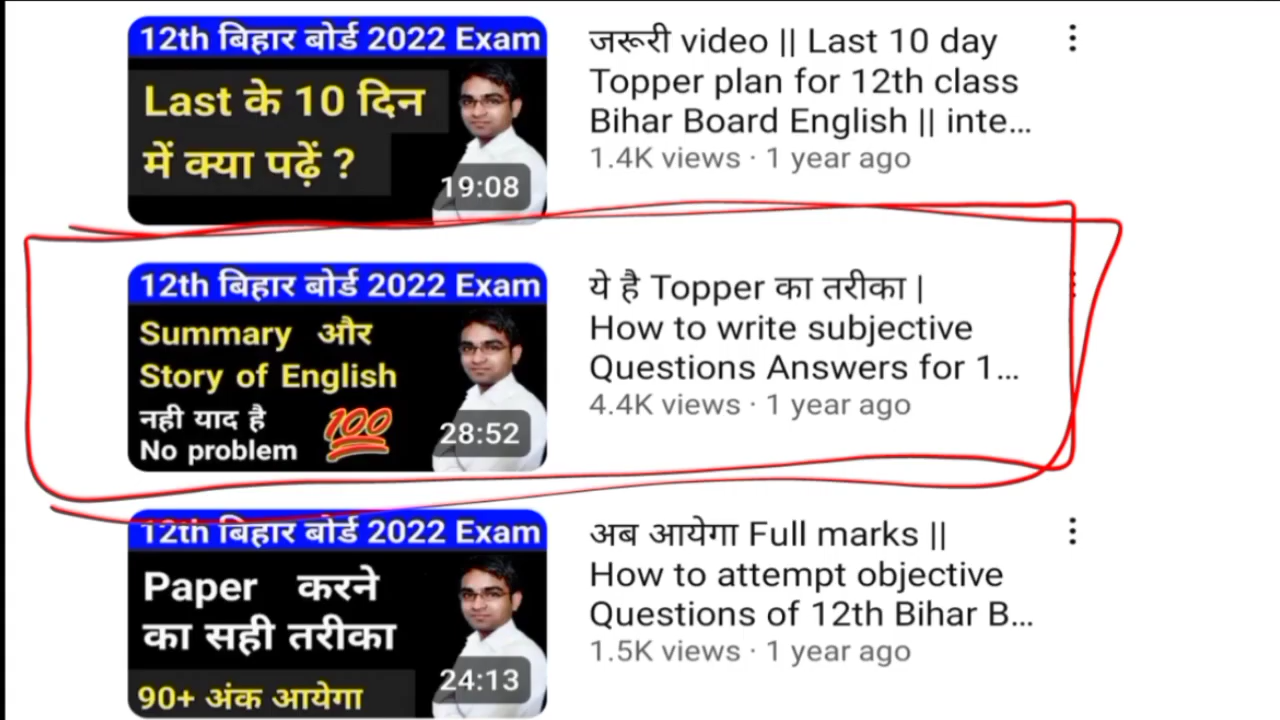 12th बिहार बोर्ड 2022 Exam
Last के 10 दिन
में क्या पढ़ें ?
19:08
जरूरी video || Last 10 day
Topper plan for 12th class
Bihar Board English || inte...
1.4K views · 1 year ago
12th बिहार बोर्ड 2022 Exam
Summary और
Story of English
नही याद है
No problem
100
28:52
ये है Topper का तरीका |
How to write subjective
Questions Answers for 1...
4.4K views · 1 year ago
12th बिहार बोर्ड 2022 Exam
Paper करने
का सही तरीका
90+ अंक आयेगा
24:13
अब आयेगा Full marks ||
How to attempt objective
Questions of 12th Bihar B...
1.5K views · 1 year ago